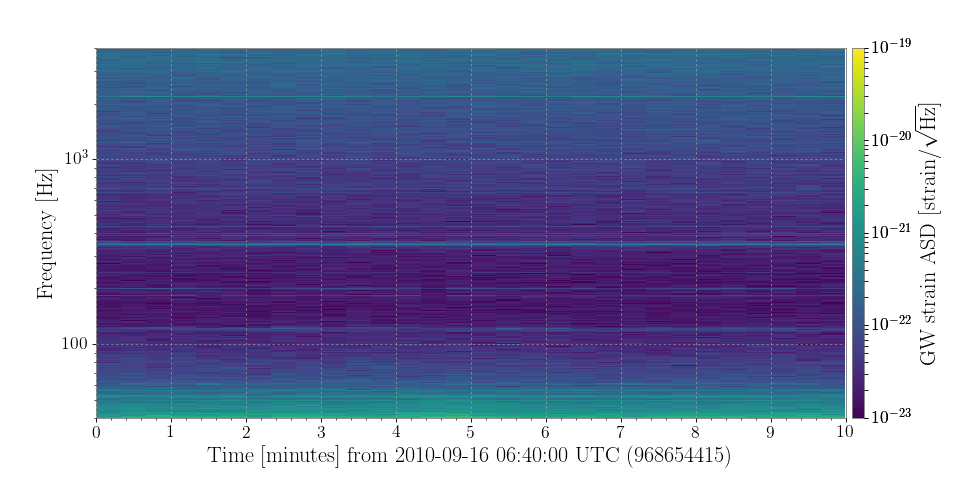 10^{-19}
10^{-20}
10^{-21}
10^{-22}
10^{-23}
GW strain ASD [strain/√Hz]
Frequency [Hz]
10^3
100
0 1 2 3 4 5 6 7 8 9 10
Time [minutes] from 2010-09-16 06:40:00 UTC (968654415)